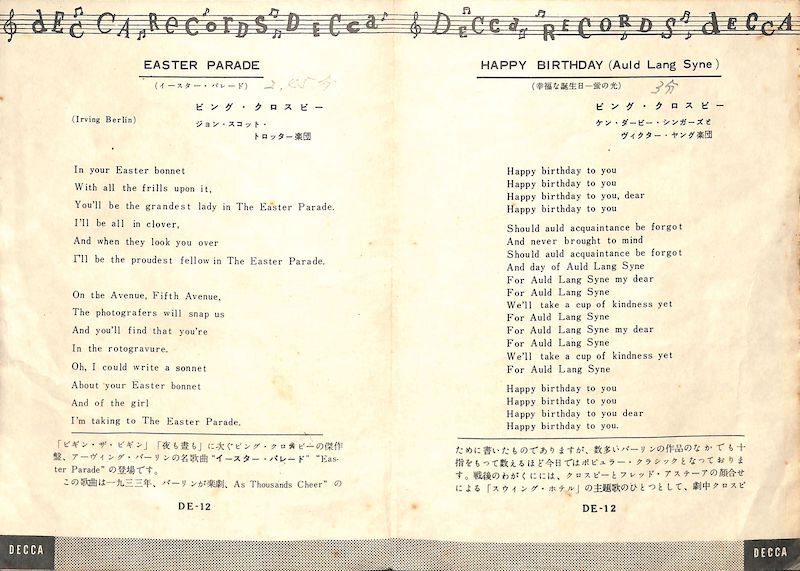 DECCA RECORDS DECCA
EASTER PARADE
(イースター・パレード)
ビング・クロスビー
(Irving Berlin)
ジョン・スコット・
トロッター楽団
In your Easter bonnet
With all the frills upon it,
You'll be the grandest lady in The Easter Parade.
I'll be all in clover,
And when they look you over
I'll be the proudest fellow in The Easter Parade.
On the Avenue, Fifth Avenue,
The photografers will snap us
And you'll find that you're
In the rotogravure.
Oh, I could write a sonnet
About your Easter bonnet
And of the girl
I'm taking to The Easter Parade.
「ビギン・ザ・ビギン」「夜も晝も」に次ぐビング・クロスビーの傑作
盤、アーヴィング・バーリンの名歌曲“イースター・パレード” “Eas-
ter Parade” の登場です。
この歌曲は一九三三年、バーリンが楽劇、As Thousands Cheer” の
DE-12
DECCA
DECCA RECORDS DECCA
HAPPY BIRTHDAY (Auld Lang Syne)
(幸福な誕生日—螢の光)
3分
ビング・クロスビー
ケン・ダービー・シンガーズと
ヴィクター・ヤング楽団
Happy birthday to you
Happy birthday to you
Happy birthday to you, dear
Happy birthday to you
Should auld acquaintance be forgot
And never brought to mind
Should auld acquaintance be forgot
And day of Auld Lang Syne
For Auld Lang Syne my dear
For Auld Lang Syne
We'll take a cup of kindness yet
For Auld Lang Syne
For Auld Lang Syne my dear
For Auld Lang Syne
We'll take a cup of kindness yet
For Auld Lang Syne
Happy birthday to you
Happy birthday to you
Happy birthday to you dear
Happy birthday to you.
ために書いたものでありますが、数多いバーリンの作品のなかでも十
指をもって数えるほど今日ではポピュラー・クラシックとなっておりま
す。戦後のわがくにには、クロスビーとフレッド・アステーアの顔合せ
による「スウィング・ホテル」の主題歌のひとつとして、劇中クロスビ
DE-12
DECCA